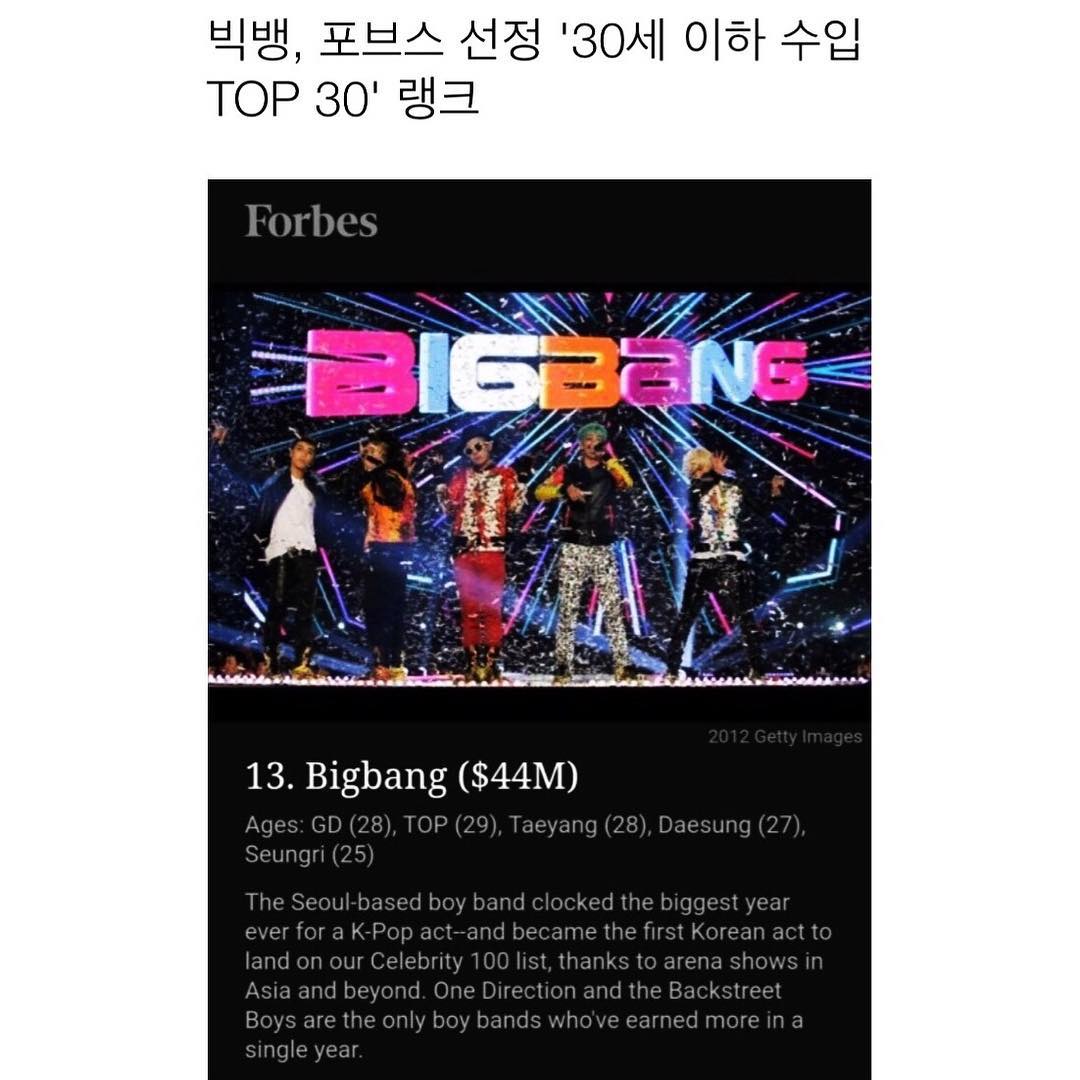 빅뱅, 포브스 선정 '30세 이하 수입
TOP 30' 랭크
Forbes
BIGBANG
2012 Getty Images
13. Bigbang ($44M)
Ages: GD (28), TOP (29), Taeyang (28), Daesung (27),
Seungri (25)
The Seoul-based boy band clocked the biggest year
ever for a K-Pop act--and became the first Korean act to
land on our Celebrity 100 list, thanks to arena shows in
Asia and beyond. One Direction and the Backstreet
Boys are the only boy bands who've earned more in a
single year.